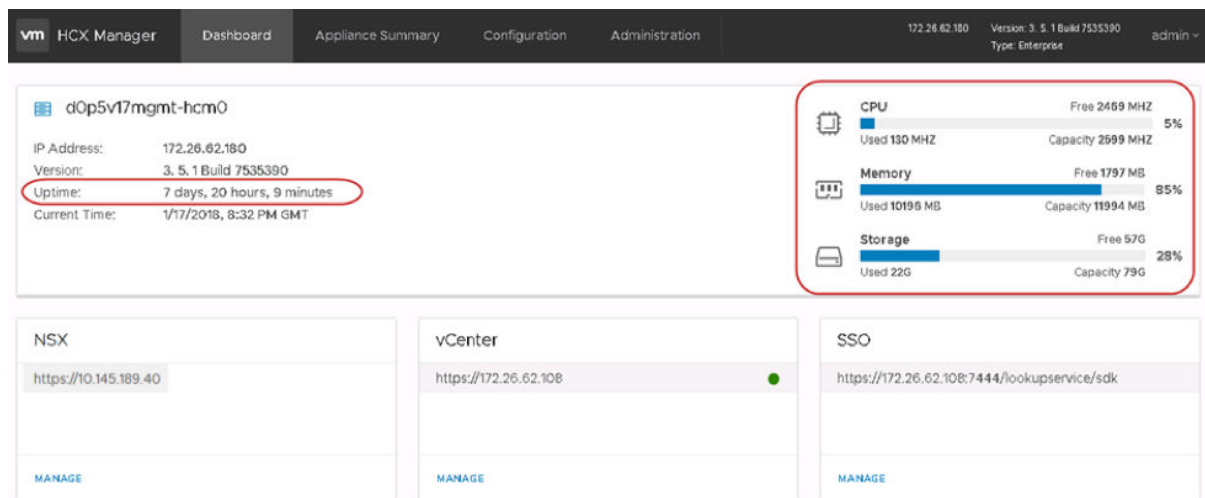 vm HCX Manager Dashboard Appliance Summary Configuration Administration 172.26.62.180 Version: 3. 5. 1 Build 7535390 admin
Type: Enterprise
d0p5v17mgmt-hcm0
IP Address: 172.26.62.180
Version: 3. 5. 1 Build 7535390
Uptime: 7 days, 20 hours, 9 minutes
Current Time: 1/17/2018, 8:32 PM GMT
CPU Free 2469 MHZ
5%
Used 130 MHZ Capacity 2599 MHZ
Memory Free 1797 MB
85%
Used 10196 MB Capacity 11994 MB
Storage Free 57G
28%
Used 22G Capacity 79G
NSX
https://10.145.189.40
MANAGE
vCenter
https://172.26.62.108
MANAGE
SSO
https://172.26.62.108:7444/lookupservice/sdk
MANAGE